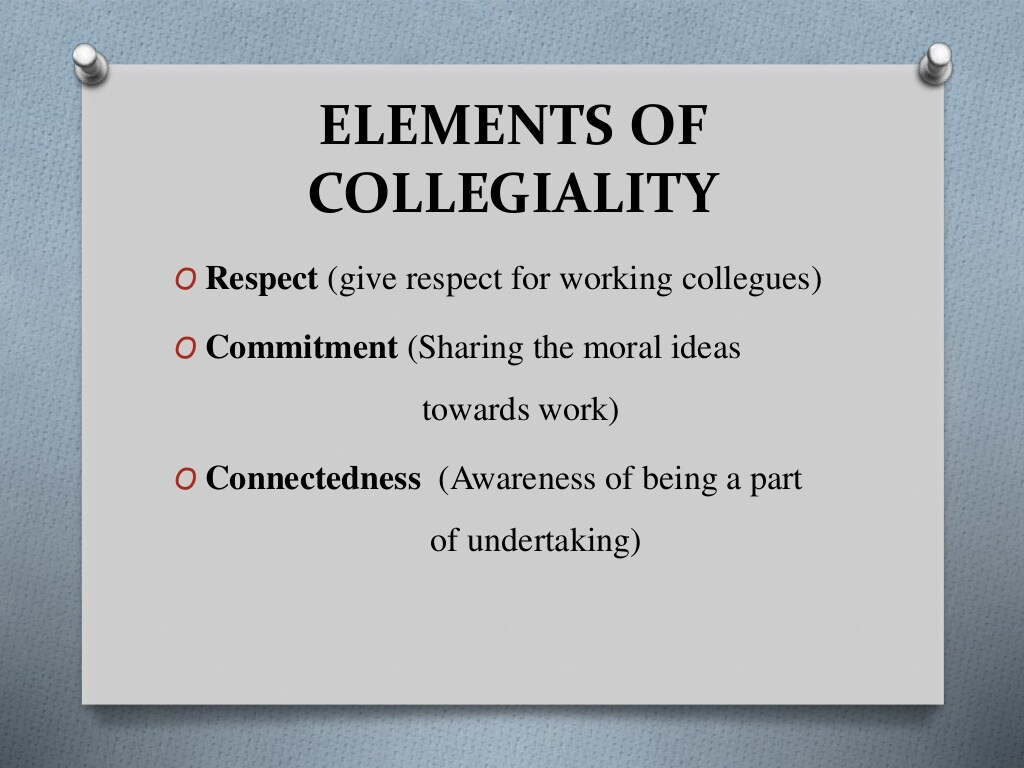 ELEMENTS OF
COLLEGIALITY
O Respect (give respect for working collegues)
O Commitment (Sharing the moral ideas
towards work)
O Connectedness (Awareness of being a part
of undertaking)